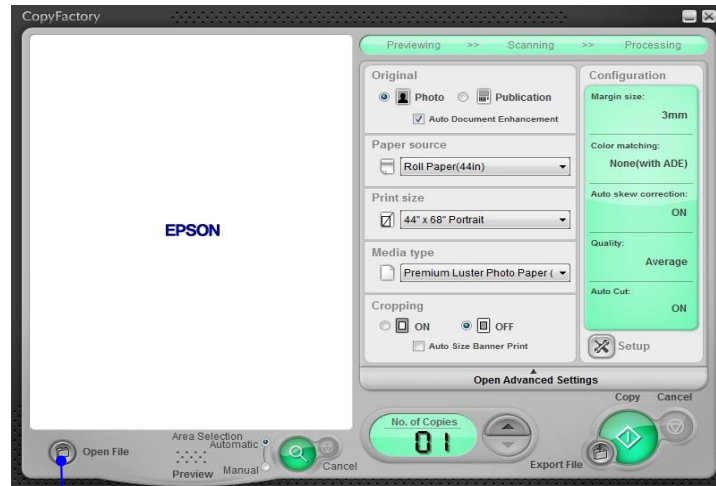 CopyFactory
EPSON
Previewing >> Scanning >> Processing
Original
Photo
Publication
Auto Document Enhancement
Paper source
Roll Paper(44in)
Print size
44" x 68" Portrait
Media type
Premium Luster Photo Paper (
Cropping
ON
OFF
Auto Size Banner Print
Configuration
Margin size:
3mm
Color matching:
None(with ADE)
Auto skew correction:
ON
Quality:
Average
Auto Cut:
ON
Setup
Open Advanced Settings
Open File
Area Selection
Automatic
Preview
Manual
Cancel
No. of Copies
01
Export File
Copy
Cancel